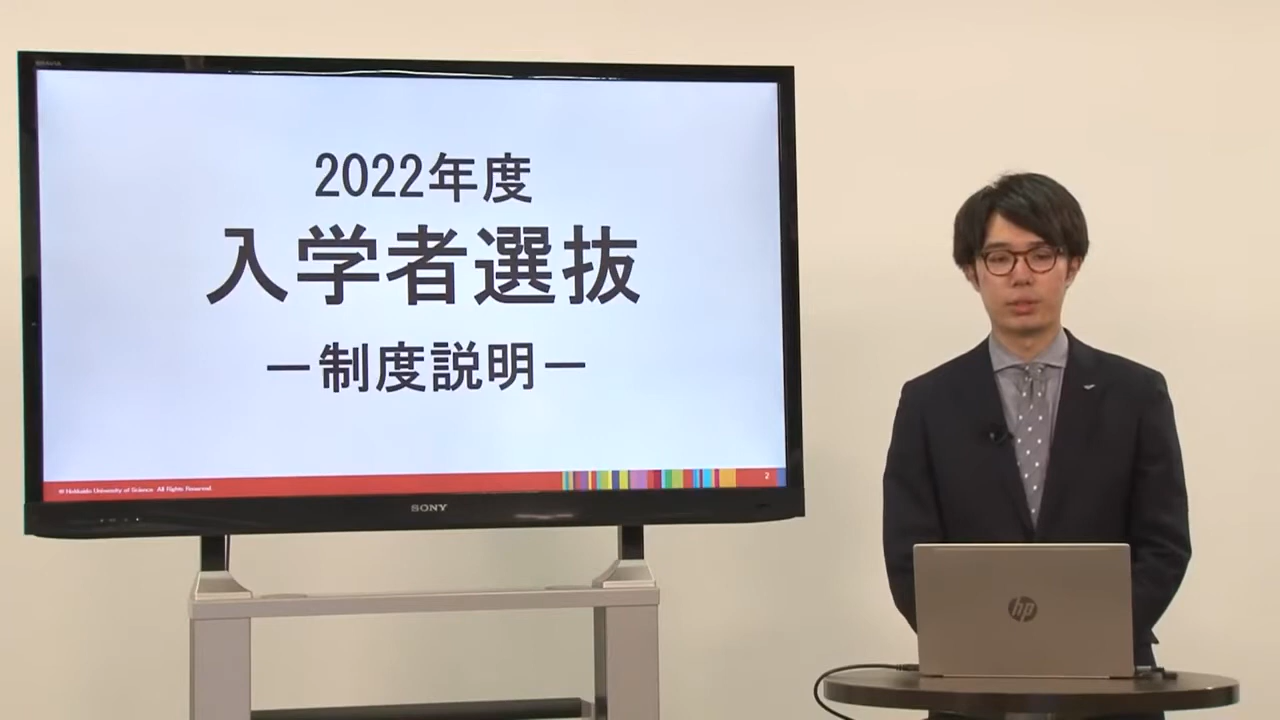 BRAVIA
2022年度
入学者選抜
－制度説明－
© Hokkaido University of Science All Rights Reserved.
2
SONY
hp